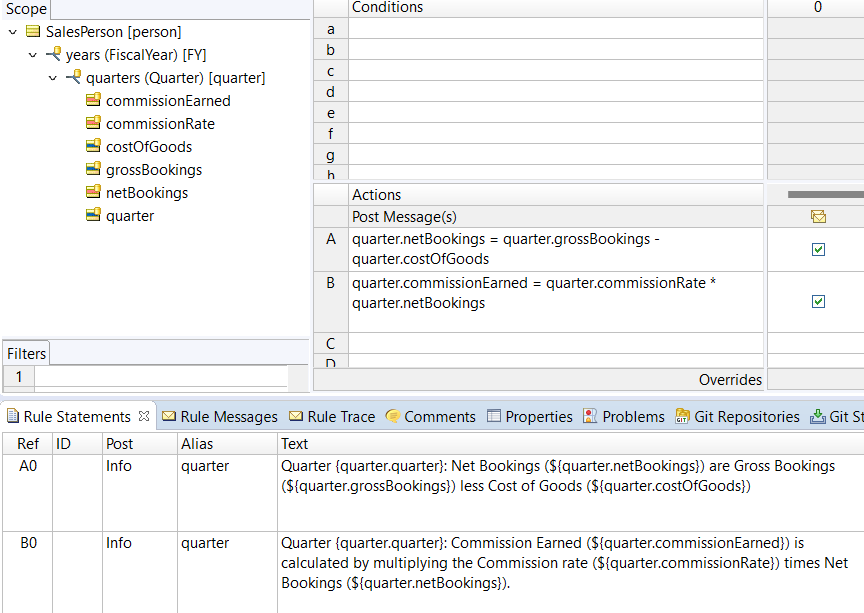 Scope
SalesPerson [person]
years (FiscalYear) [FY]
quarters (Quarter) [quarter]
commissionEarned
commissionRate
costOfGoods
grossBookings
netBookings
quarter
Filters
1
Conditions 0
a
b
c
d
e
f
g
h
Actions
Post Message(s)
A quarter.netBookings = quarter.grossBookings -
quarter.costOfGoods
B quarter.commissionEarned = quarter.commissionRate *
quarter.netBookings
C
D
Overrides
Rule Statements Rule Messages Rule Trace Comments Properties Problems Git Repositories Git St
Ref ID Post Alias Text
A0 Info quarter Quarter {quarter.quarter}: Net Bookings (${quarter.netBookings}) are Gross Bookings
(${quarter.grossBookings}) less Cost of Goods (${quarter.costOfGoods})
B0 Info quarter Quarter {quarter.quarter}: Commission Earned (${quarter.commissionEarned}) is
calculated by multiplying the Commission rate (${quarter.commissionRate}) times Net
Bookings (${quarter.netBookings}).